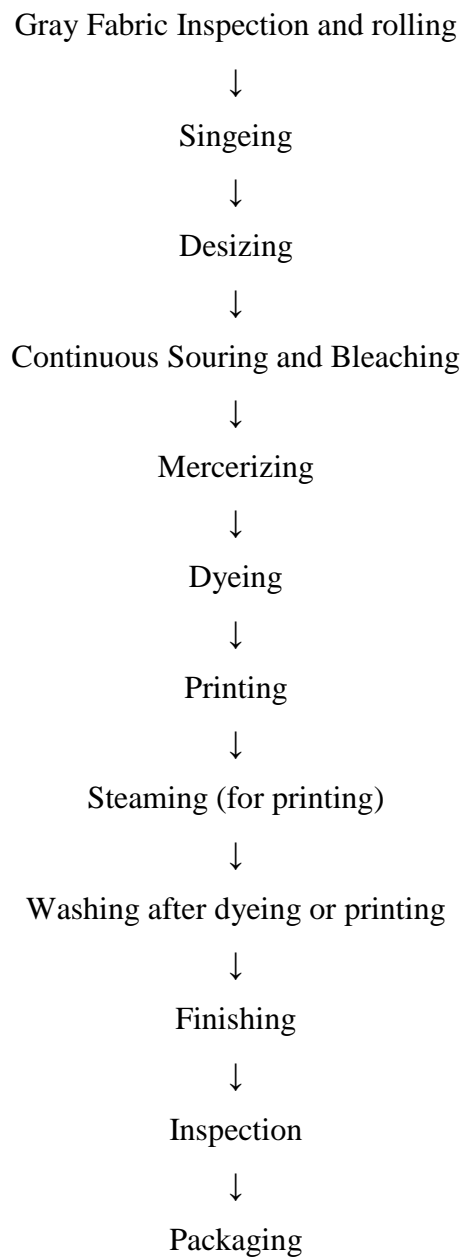 Gray Fabric Inspection and rolling
↓
Singeing
↓
Desizing
↓
Continuous Souring and Bleaching
↓
Mercerizing
↓
Dyeing
↓
Printing
↓
Steaming (for printing)
↓
Washing after dyeing or printing
↓
Finishing
↓
Inspection
↓
Packaging